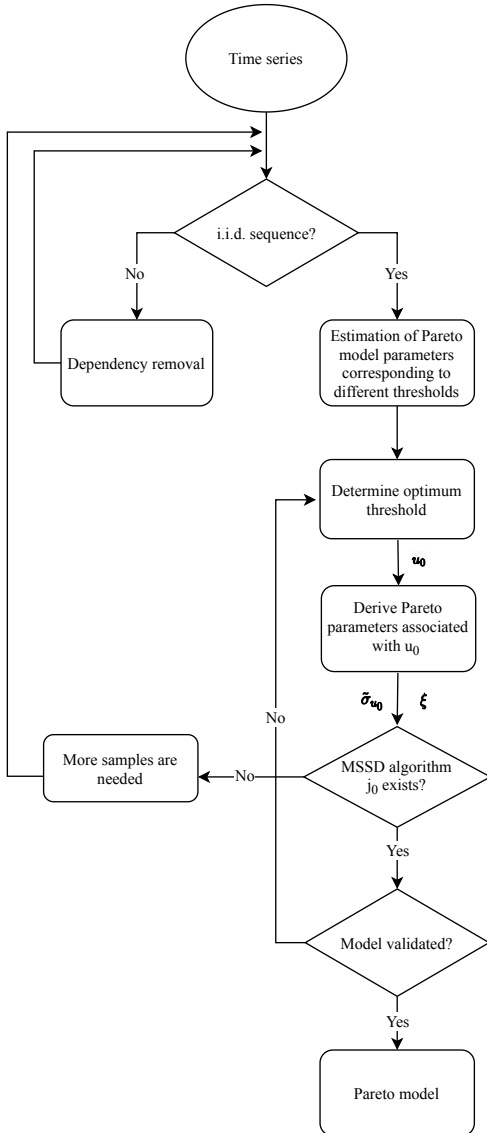 Time series
i.i.d. sequence?
No
Yes
Dependency removal
Estimation of Pareto
model parameters
corresponding to
different thresholds
Determine optimum
threshold
u₀
Derive Pareto
parameters associated
with u₀
σ̃ᵤ₀ ξ
No
More samples are
needed
No
MSSD algorithm
j₀ exists?
Yes
Model validated?
Yes
Pareto model